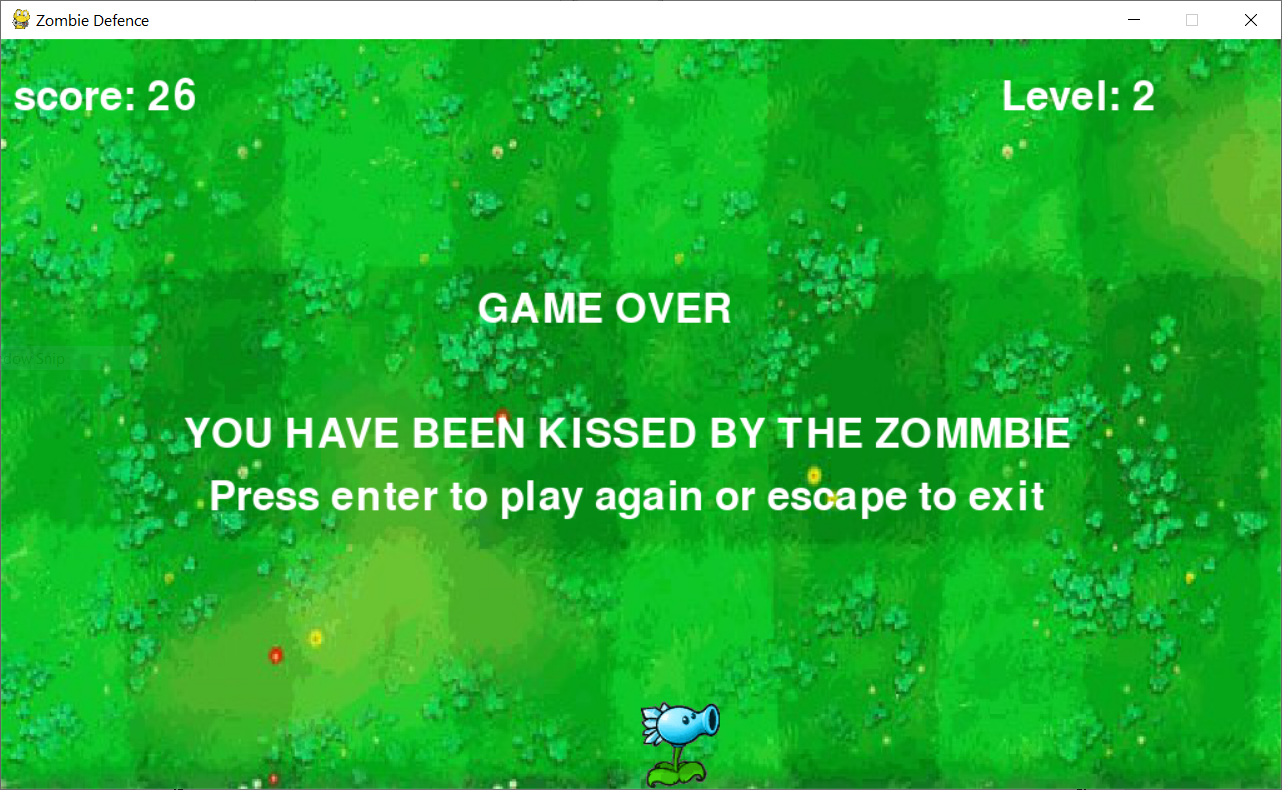 Zombie Defence
score: 26
Level: 2
GAME OVER
YOU HAVE BEEN KISSED BY THE ZOMMBIE
Press enter to play again or escape to exit